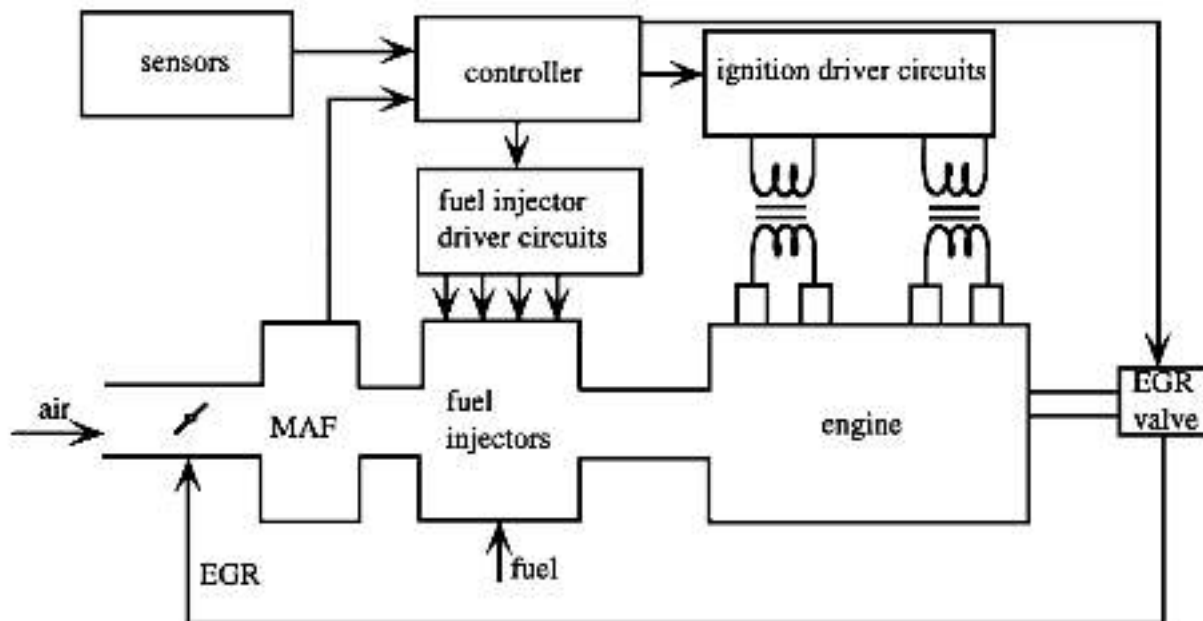 sensors
controller
ignition driver circuits
fuel injector
driver circuits
air
MAF
fuel
injectors
engine
EGR
valve
EGR
fuel